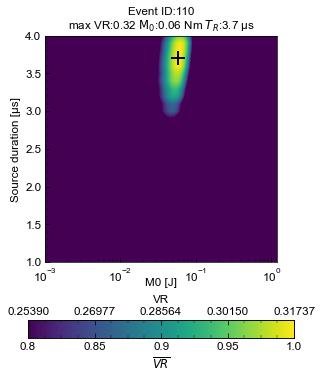 Event ID:110
max VR:0.32 M₀:0.06 Nm T_R:3.7 μs
Source duration [μs]
4.0
3.5
3.0
2.5
2.0
1.5
1.0
10⁻³ 10⁻² 10⁻¹ 10⁰
M0 [J]
VR
0.25390 0.26977 0.28564 0.30150 0.31737
0.8 0.85 0.9 0.95 1.0
V̅R̅